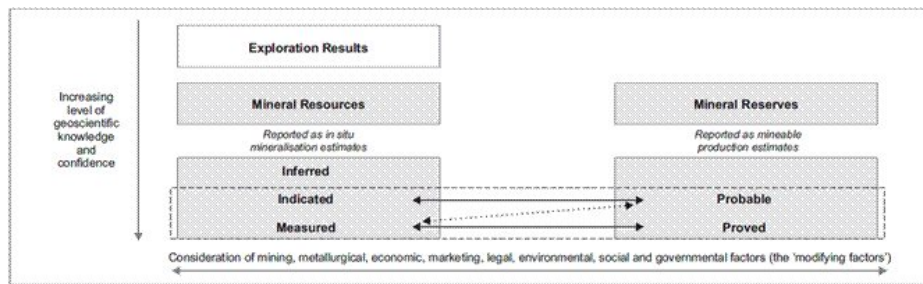 Exploration Results
Increasing
level of
geoscientific
knowledge
and
confidence
Mineral Resources
Reported as in situ
mineralisation estimates
Inferred
Indicated
Measured
Mineral Reserves
Reported as mineable
production estimates
Probable
Proved
Consideration of mining, metallurgical, economic, marketing, legal, environmental, social and governmental factors (the 'modifying factors')